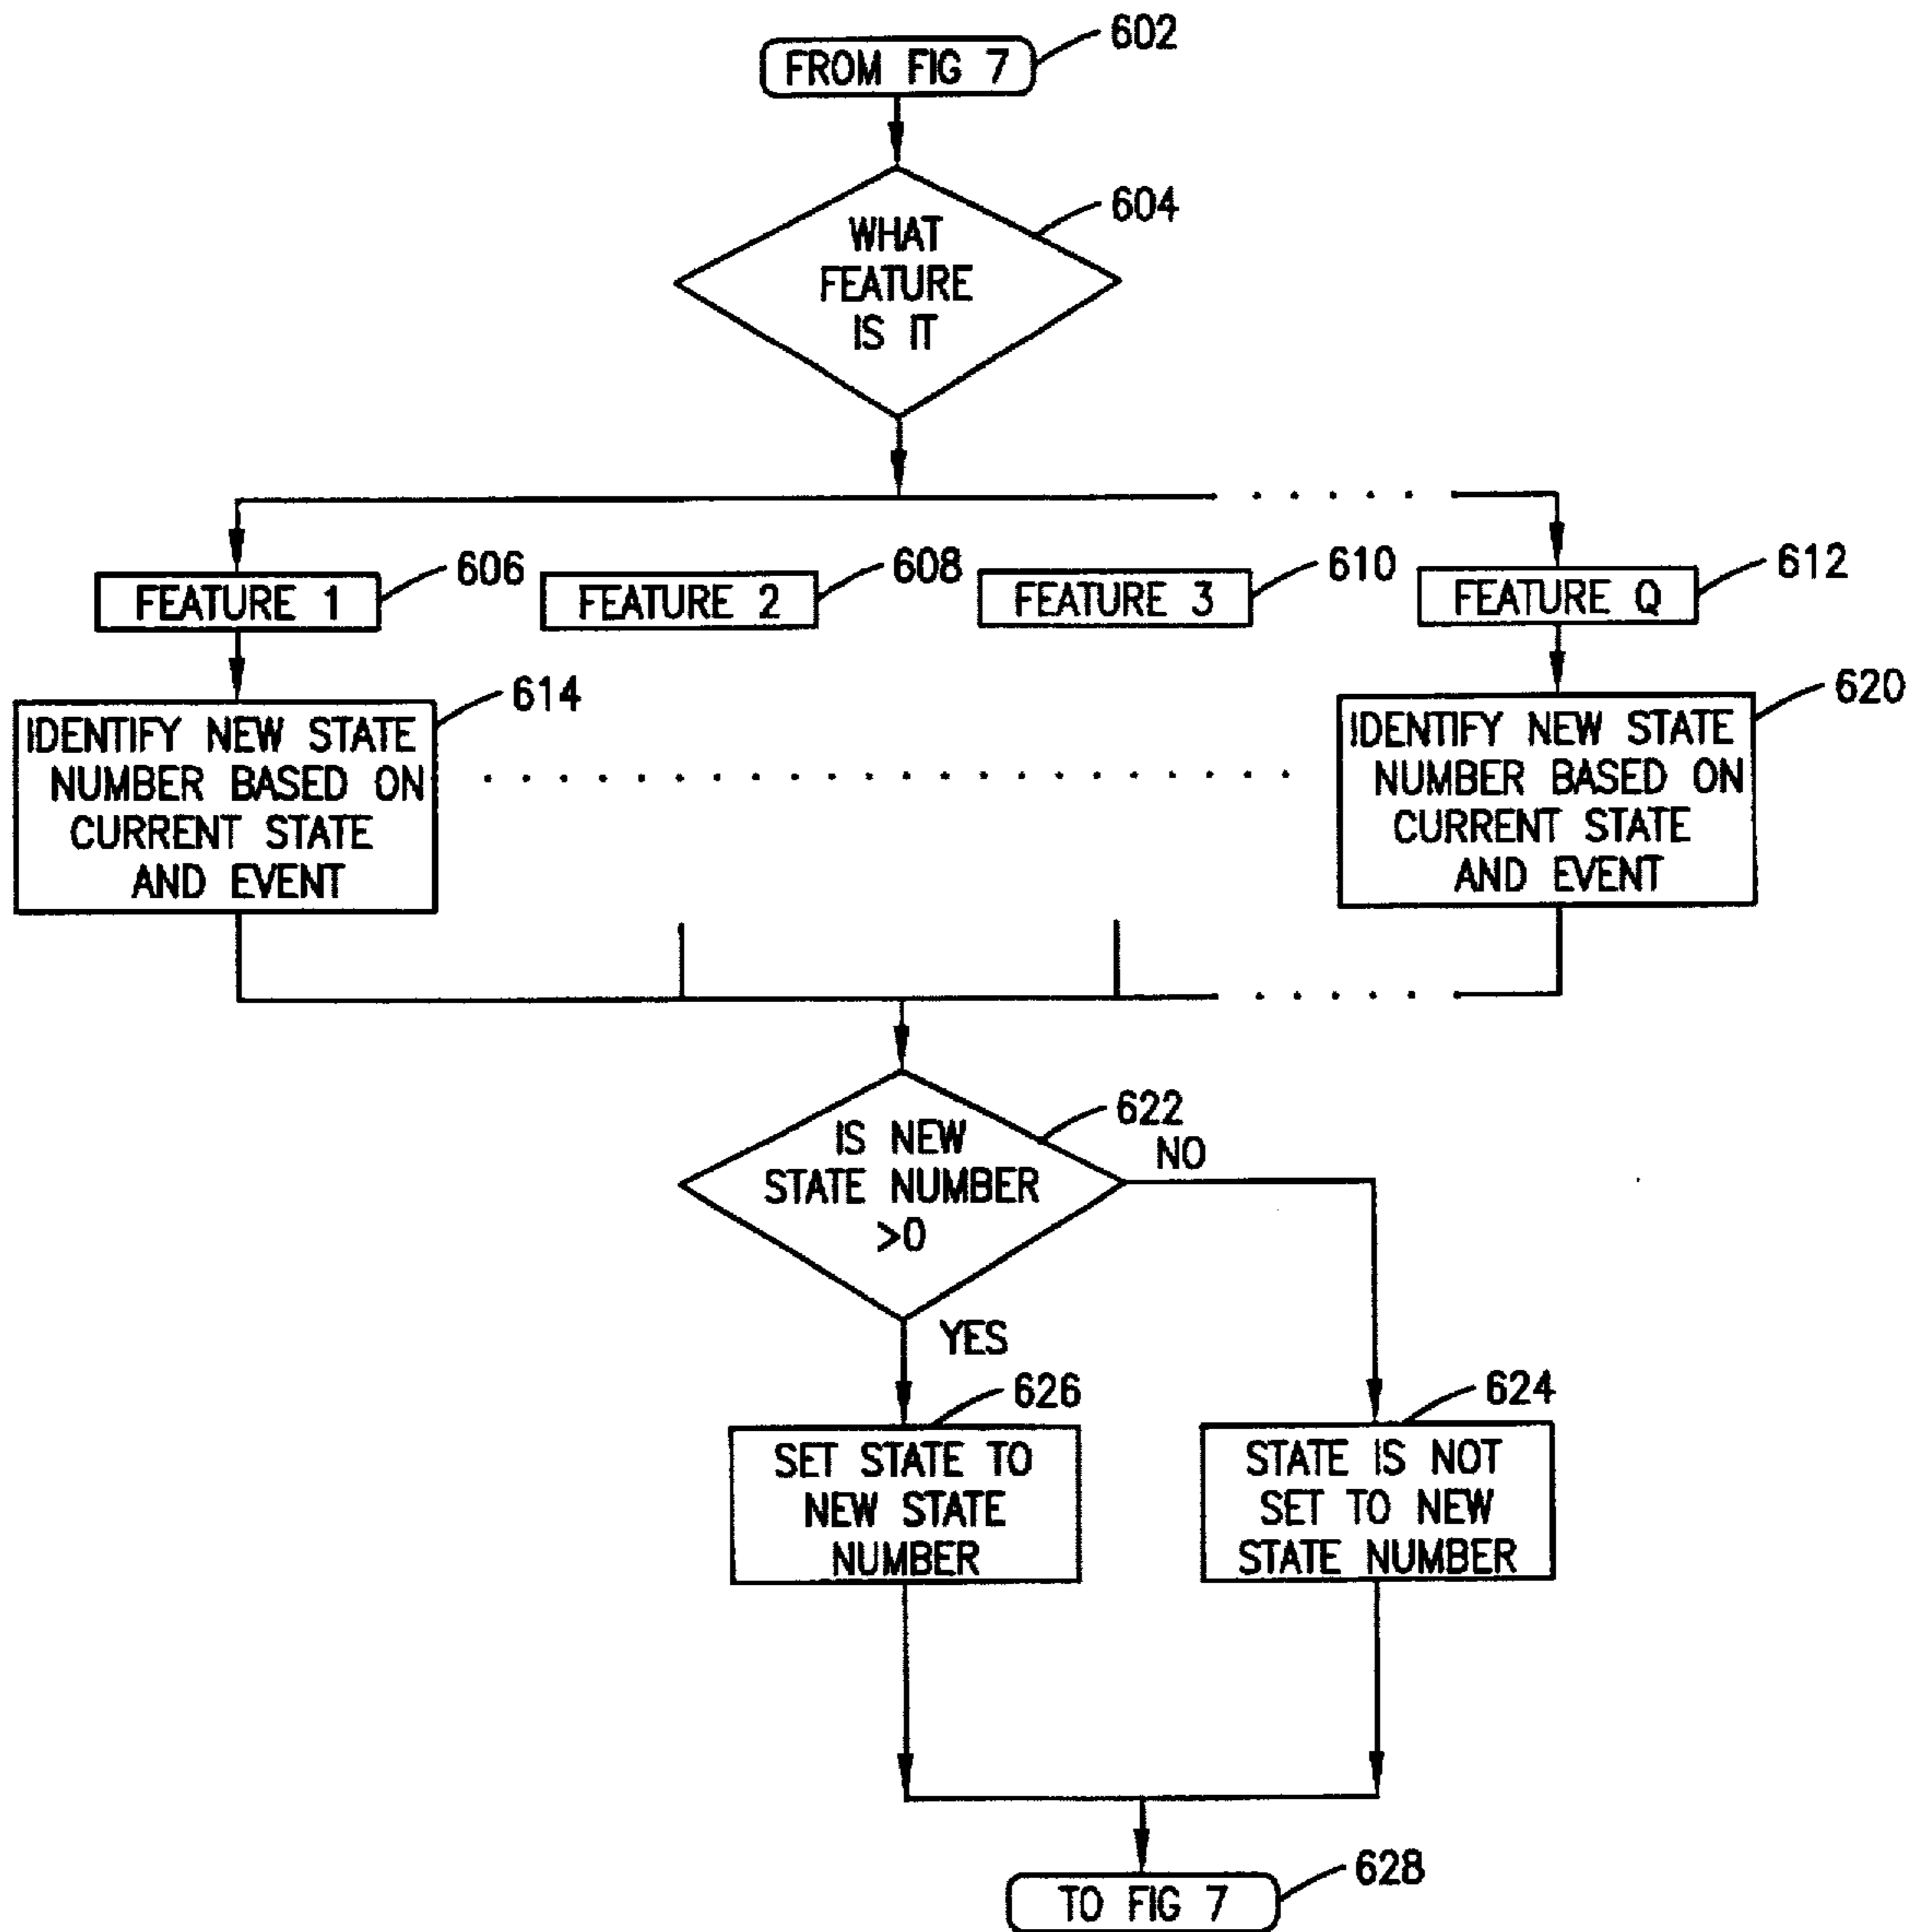 FROM FIG 7
602
WHAT
FEATURE
IS IT
604
FEATURE 1
606
FEATURE 2
608
FEATURE 3
610
FEATURE Q
612
IDENTIFY NEW STATE
NUMBER BASED ON
CURRENT STATE
AND EVENT
614
IDENTIFY NEW STATE
NUMBER BASED ON
CURRENT STATE
AND EVENT
620
IS NEW
STATE NUMBER
>0
622
NO
YES
626
SET STATE TO
NEW STATE
NUMBER
624
STATE IS NOT
SET TO NEW
STATE NUMBER
TO FIG 7
628